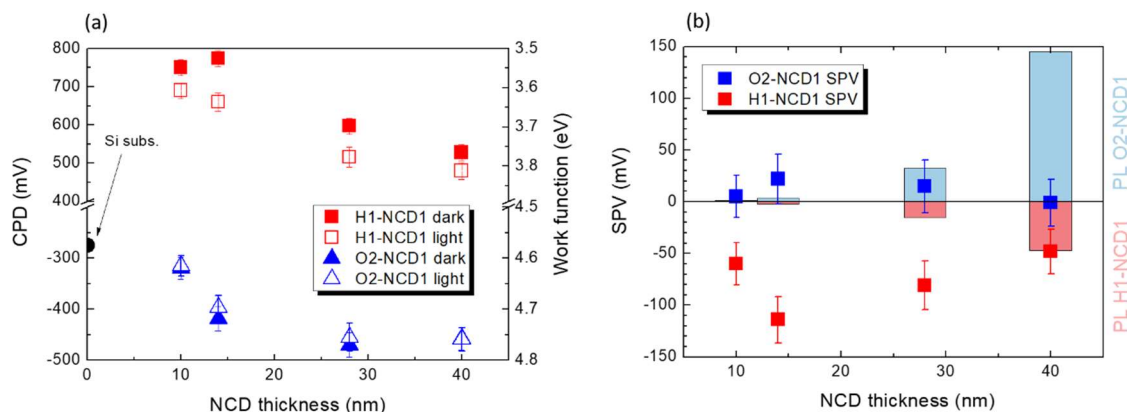 (a)
800
700
600
500
400
-300
-400
-500
CPD (mV)
Si subs.
H1-NCD1 dark
H1-NCD1 light
O2-NCD1 dark
O2-NCD1 light
3.5
3.6
3.7
3.8
4.5
4.6
4.7
4.8
Work function (eV)
0 10 20 30 40
NCD thickness (nm)
(b)
150
100
50
0
-50
-100
-150
SPV (mV)
O2-NCD1 SPV
H1-NCD1 SPV
PL O2-NCD1
PL H1-NCD1
10 20 30 40
NCD thickness (nm)